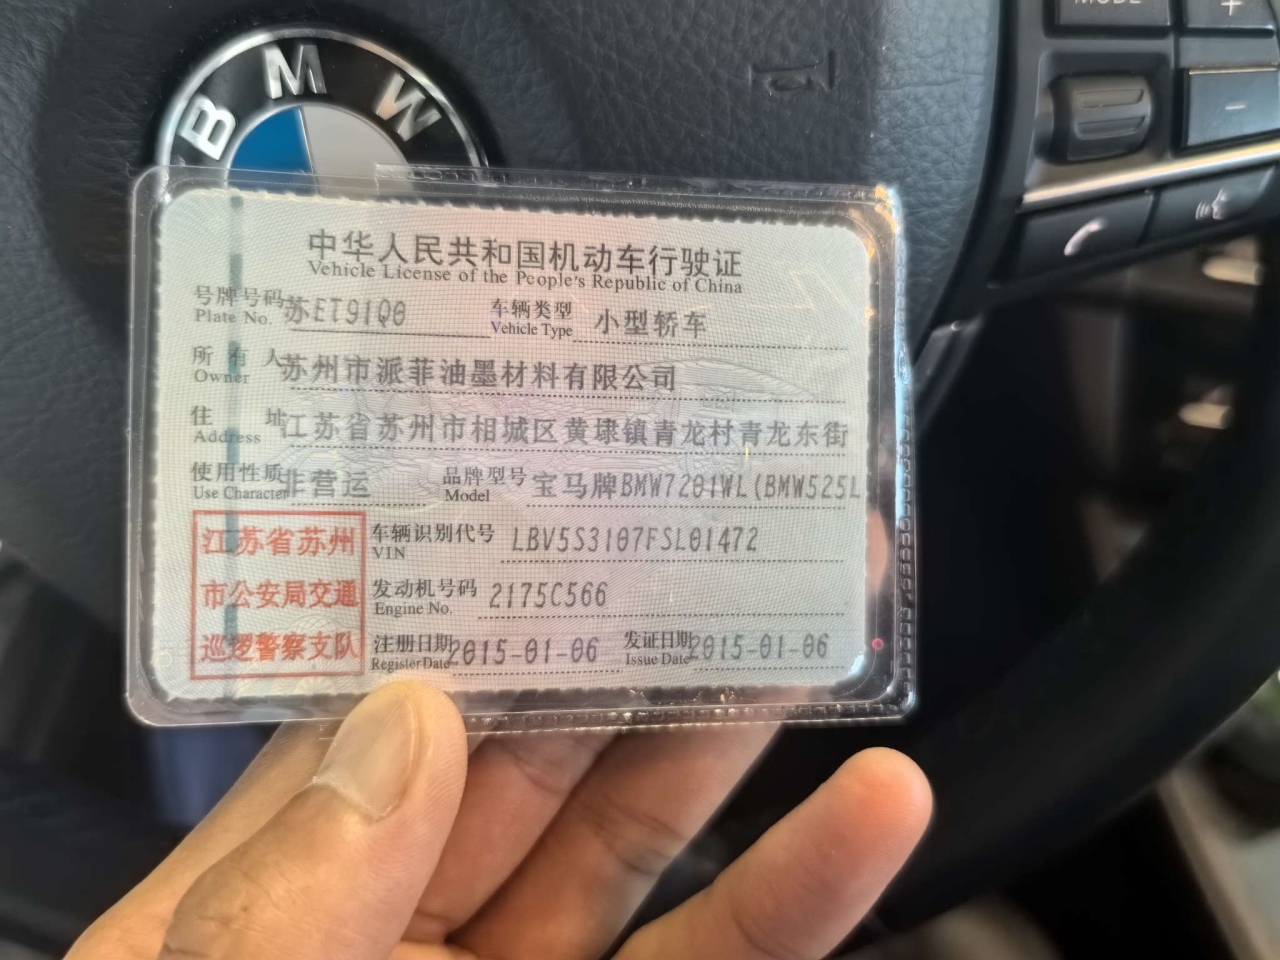 BMW
MODE
+
-
中华人民共和国机动车行驶证
Vehicle License of the People's Republic of China
号牌号码 苏ET91Q0 车辆类型 小型轿车
Plate No. Vehicle Type
所有人 苏州市派菲油墨材料有限公司
Owner
住址 江苏省苏州市相城区黄埭镇青龙村青龙东街
Address
使用性质 非营运 品牌型号 宝马牌BMW7201WL(BMW525L
Use Character Model
江苏省苏州
市公安局交通
巡逻警察支队
车辆识别代号 LBV5S3107FSL01472
VIN
发动机号码 2175C566
Engine No.
注册日期 2015-01-06 发证日期 2015-01-06
Register Date Issue Date